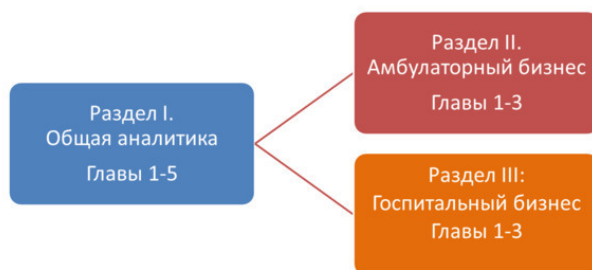 Раздел I.
Общая аналитика
Главы 1-5
Раздел II.
Амбулаторный бизнес
Главы 1-3
Раздел III:
Госпитальный бизнес
Главы 1-3